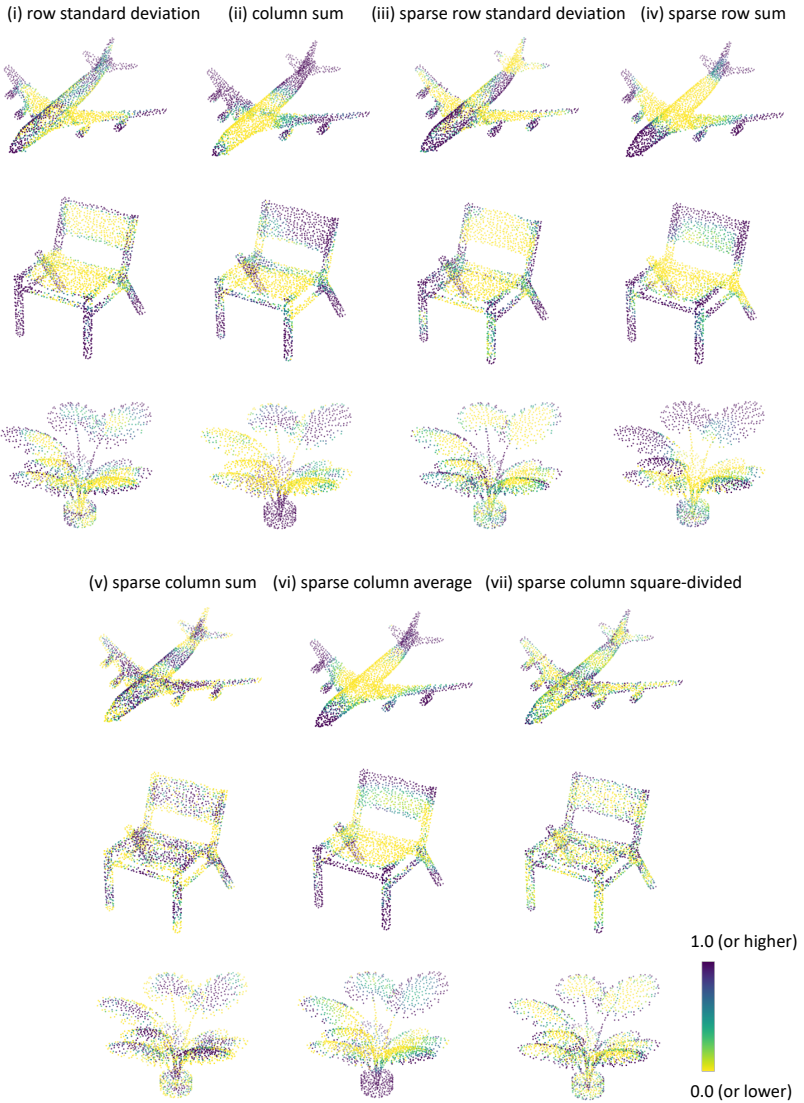 (i) row standard deviation (ii) column sum (iii) sparse row standard deviation (iv) sparse row sum
(v) sparse column sum (vi) sparse column average (vii) sparse column square-divided
1.0 (or higher)
0.0 (or lower)